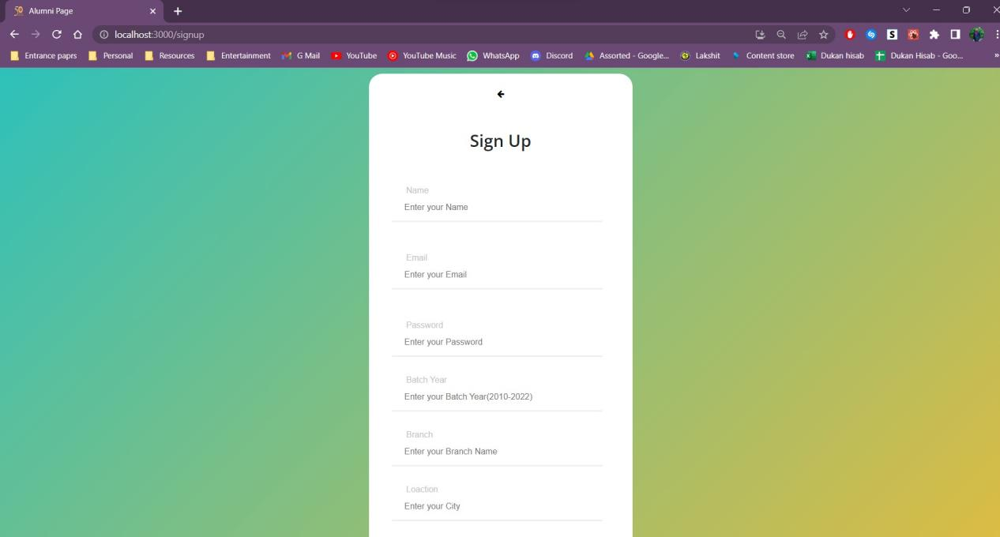 50 Alumni Page
localhost:3000/signup
Entrance paprs Personal Resources Entertainment G Mail YouTube YouTube Music WhatsApp Discord Assorted - Google... Lakshit Content store Dukan hisab Dukan Hisab - Goo... »
Sign Up
Name
Enter your Name
Email
Enter your Email
Password
Enter your Password
Batch Year
Enter your Batch Year(2010-2022)
Branch
Enter your Branch Name
Loaction
Enter your City